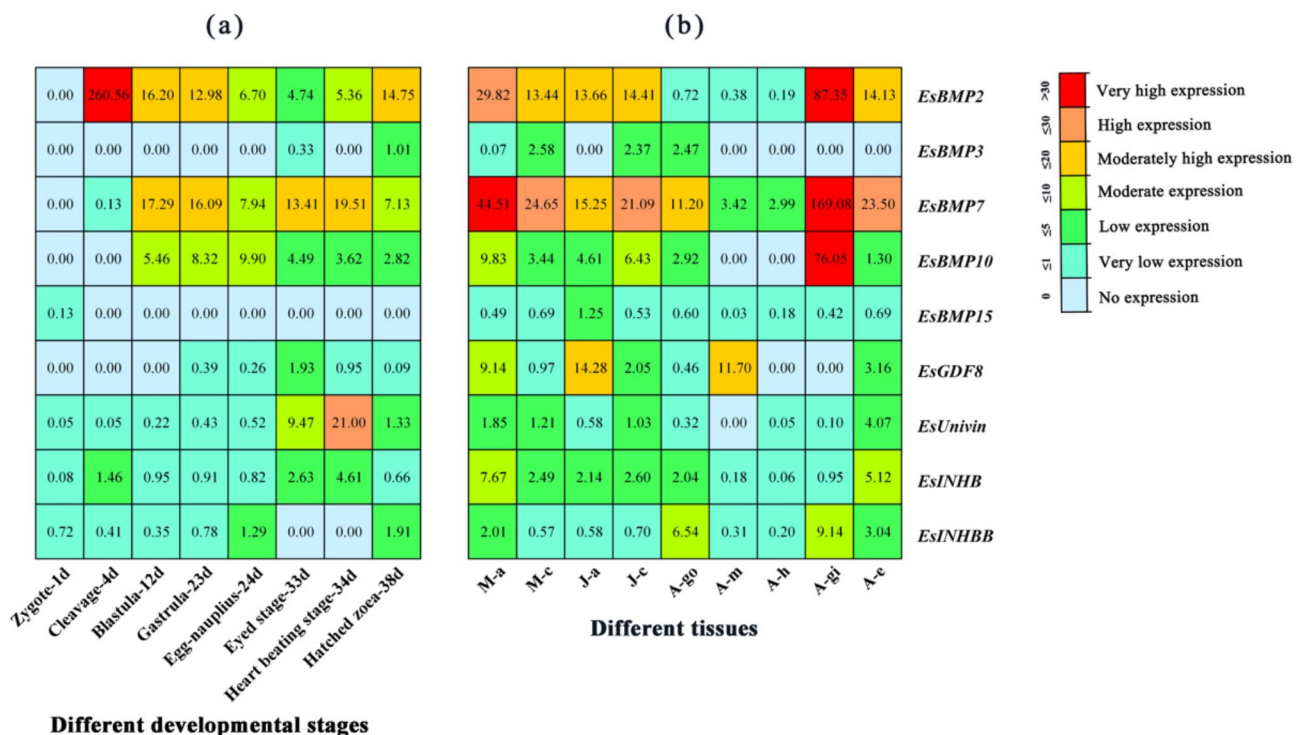 (a) (b)
0.00 260.56 16.20 12.98 6.70 4.74 5.36 14.75 29.82 13.44 13.66 14.41 0.72 0.38 0.19 87.35 14.13 EsBMP2
0.00 0.00 0.00 0.00 0.00 0.33 0.00 1.01 0.07 2.58 0.00 2.37 2.47 0.00 0.00 0.00 0.00 EsBMP3
0.00 0.13 17.29 16.09 7.94 13.41 19.51 7.13 44.51 24.65 15.25 21.09 11.20 3.42 2.99 169.08 23.50 EsBMP7
0.00 0.00 5.46 8.32 9.90 4.49 3.62 2.82 9.83 3.44 4.61 6.43 2.92 0.00 0.00 76.05 1.30 EsBMP10
0.13 0.00 0.00 0.00 0.00 0.00 0.00 0.00 0.49 0.69 1.25 0.53 0.60 0.03 0.18 0.42 0.69 EsBMP15
0.00 0.00 0.00 0.39 0.26 1.93 0.95 0.09 9.14 0.97 14.28 2.05 0.46 11.70 0.00 0.00 3.16 EsGDF8
0.05 0.05 0.22 0.43 0.52 9.47 21.00 1.33 1.85 1.21 0.58 1.03 0.32 0.00 0.05 0.10 4.07 EsUnivin
0.08 1.46 0.95 0.91 0.82 2.63 4.61 0.66 7.67 2.49 2.14 2.60 2.04 0.18 0.06 0.95 5.12 EsINHB
0.72 0.41 0.35 0.78 1.29 0.00 0.00 1.91 2.01 0.57 0.58 0.70 6.54 0.31 0.20 9.14 3.04 EsINHBB
Zygote-1d
Cleavage-4d
Blastula-12d
Gastrula-23d
Egg-nauplius-24d
Eyed stage-33d
Heart beating stage-34d
Hatched zoea-38d
Different developmental stages
M-a
M-c
J-a
J-c
A-go
A-m
A-h
A-gi
A-e
Different tissues
>30 Very high expression
≤30 High expression
≤20 Moderately high expression
≤10 Moderate expression
≤5 Low expression
≤1 Very low expression
0 No expression